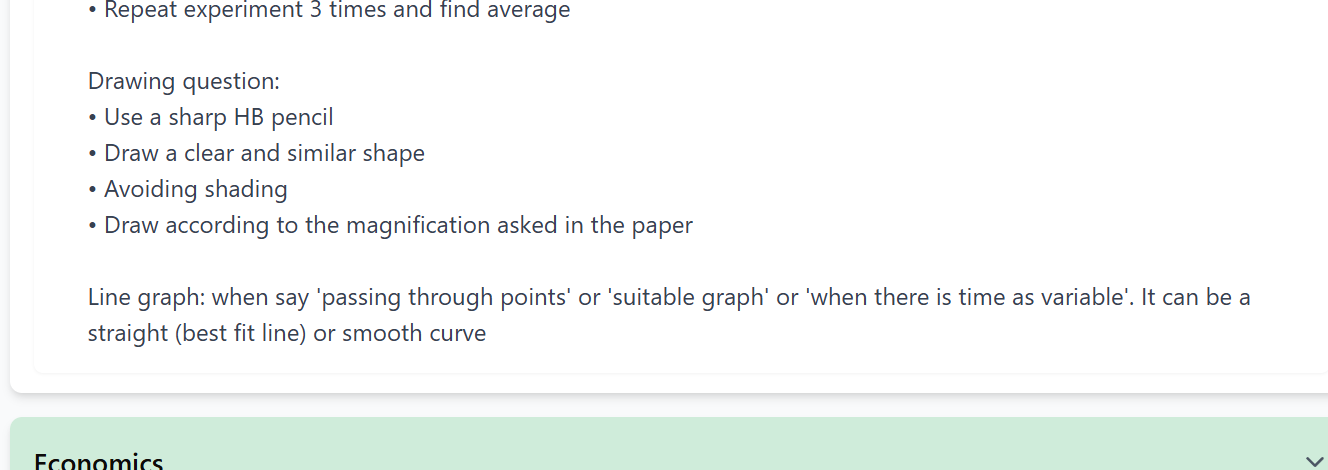 • Repeat experiment 3 times and find average
Drawing question:
• Use a sharp HB pencil
• Draw a clear and similar shape
• Avoiding shading
• Draw according to the magnification asked in the paper
Line graph: when say 'passing through points' or 'suitable graph' or 'when there is time as variable'. It can be a
straight (best fit line) or smooth curve
Economics